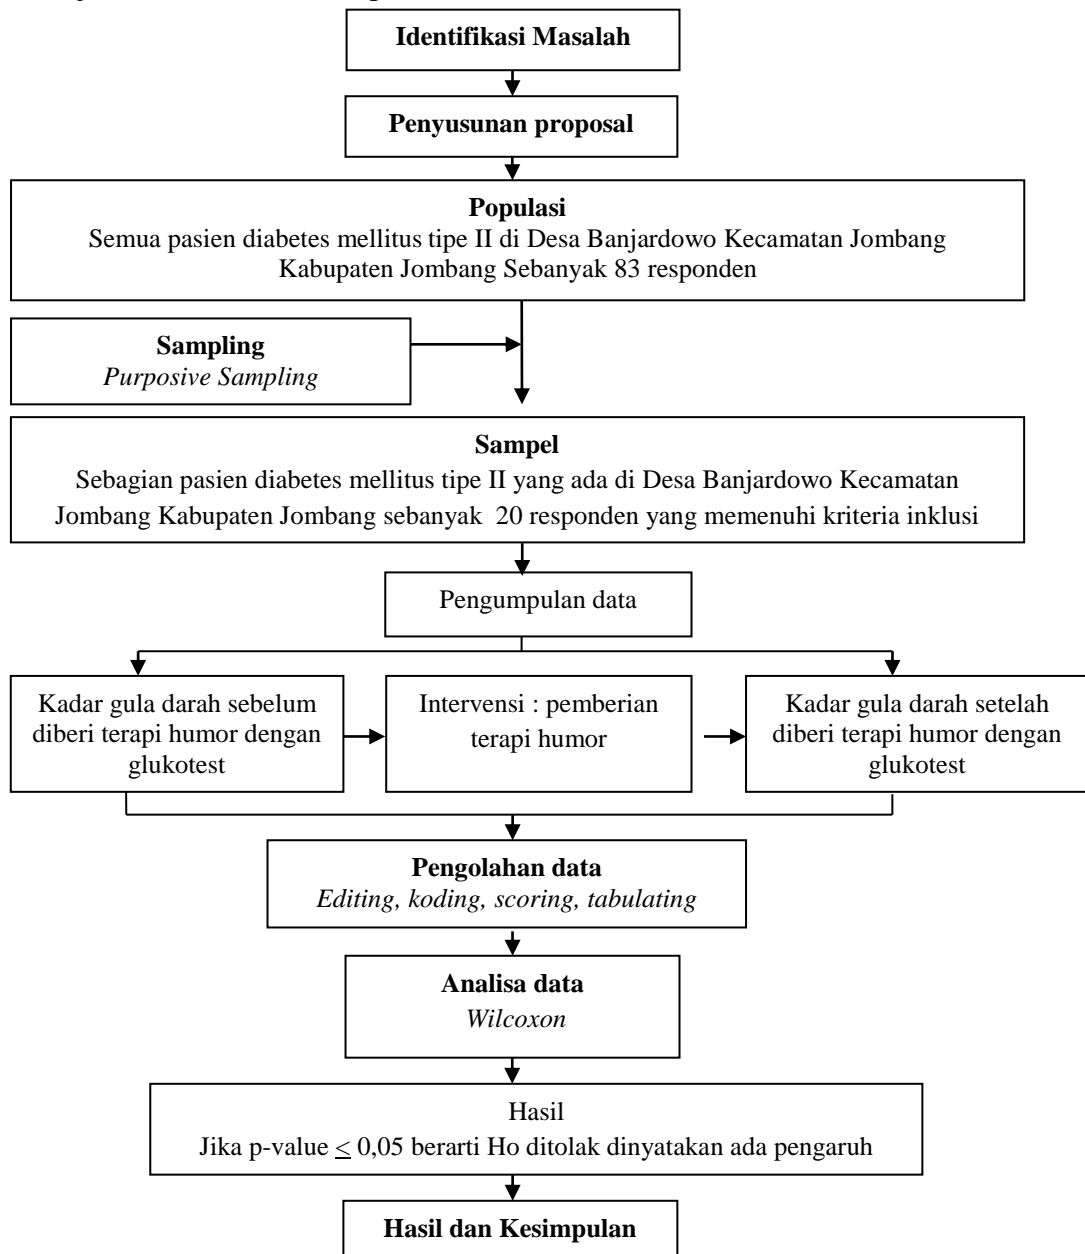 Identifikasi Masalah
Penyusunan proposal
Populasi
Semua pasien diabetes mellitus tipe II di Desa Banjardowo Kecamatan Jombang
Kabupaten Jombang Sebanyak 83 responden
Sampling
Purposive Sampling
Sampel
Sebagian pasien diabetes mellitus tipe II yang ada di Desa Banjardowo Kecamatan
Jombang Kabupaten Jombang sebanyak 20 responden yang memenuhi kriteria inklusi
Pengumpulan data
Kadar gula darah sebelum
diberi terapi humor dengan
glukotest
Intervensi : pemberian
terapi humor
Kadar gula darah setelah
diberi terapi humor dengan
glukotest
Pengolahan data
Editing, koding, scoring, tabulating
Analisa data
Wilcoxon
Hasil
Jika p-value ≤ 0,05 berarti Ho ditolak dinyatakan ada pengaruh
Hasil dan Kesimpulan